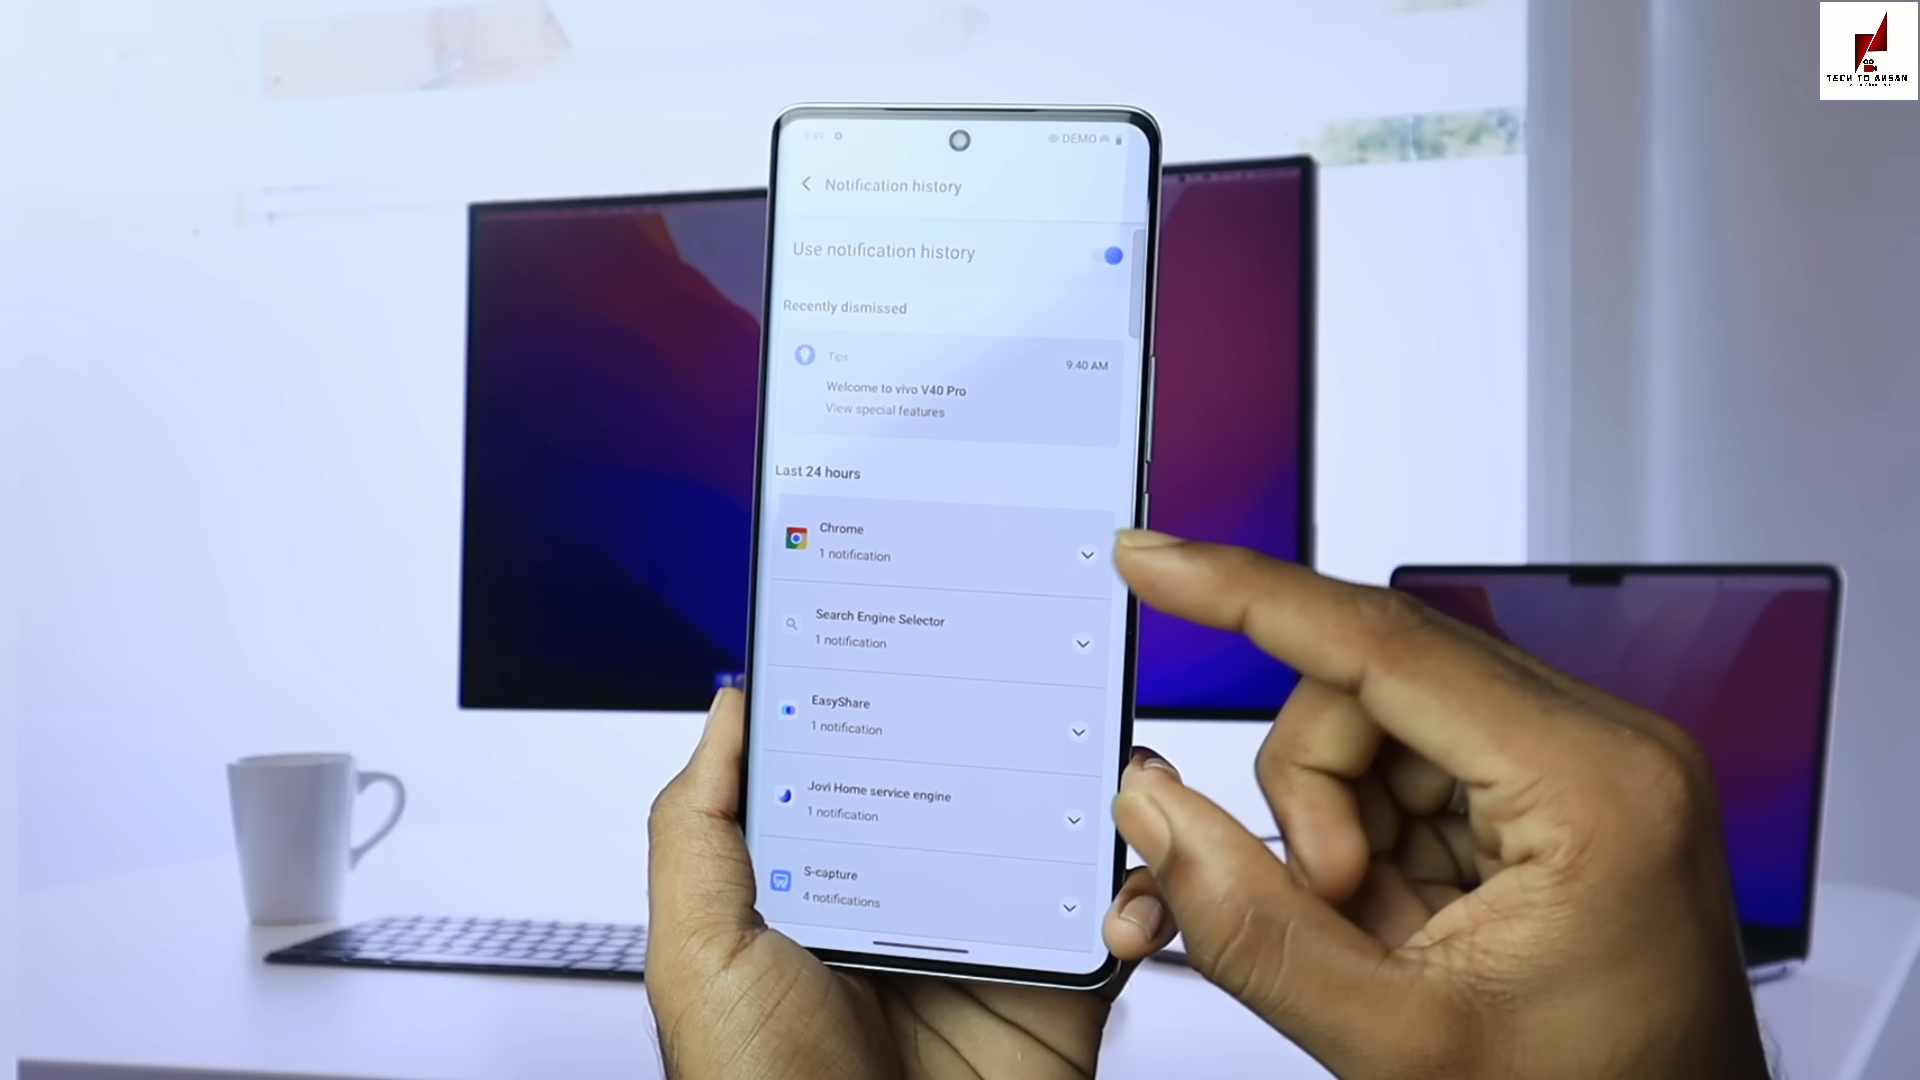 TECH TO AHSAN
9:49
DEMO
Notification history
Use notification history
Recently dismissed
Tips
9:40 AM
Welcome to vivo V40 Pro
View special features
Last 24 hours
Chrome
1 notification
Search Engine Selector
1 notification
EasyShare
1 notification
Jovi Home service engine
1 notification
S-capture
4 notifications